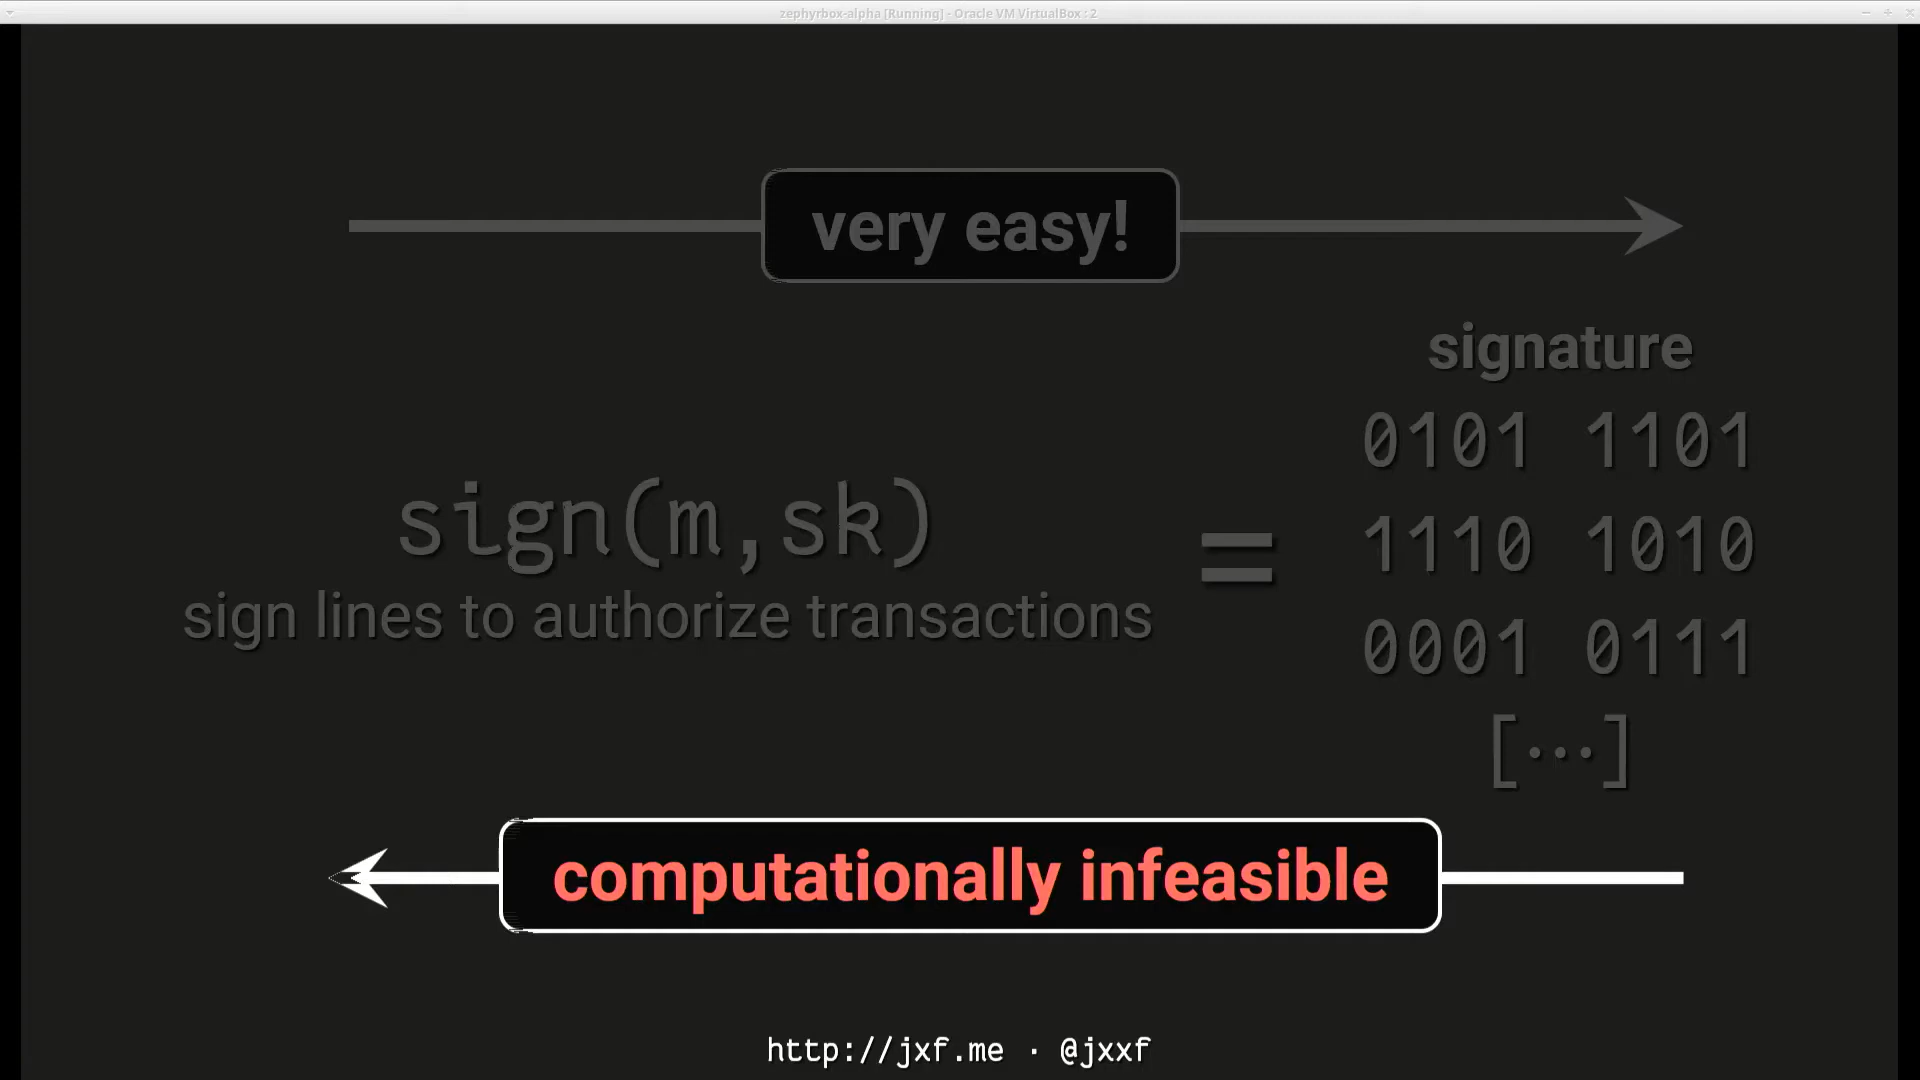 zephyrbox-alpha [Running] - Oracle VM VirtualBox : 2
very easy!
signature
0101 1101
sign(m,sk)
=
1110 1010
sign lines to authorize transactions
0001 0111
[···]
computationally infeasible
http://jxf.me · @jxxf